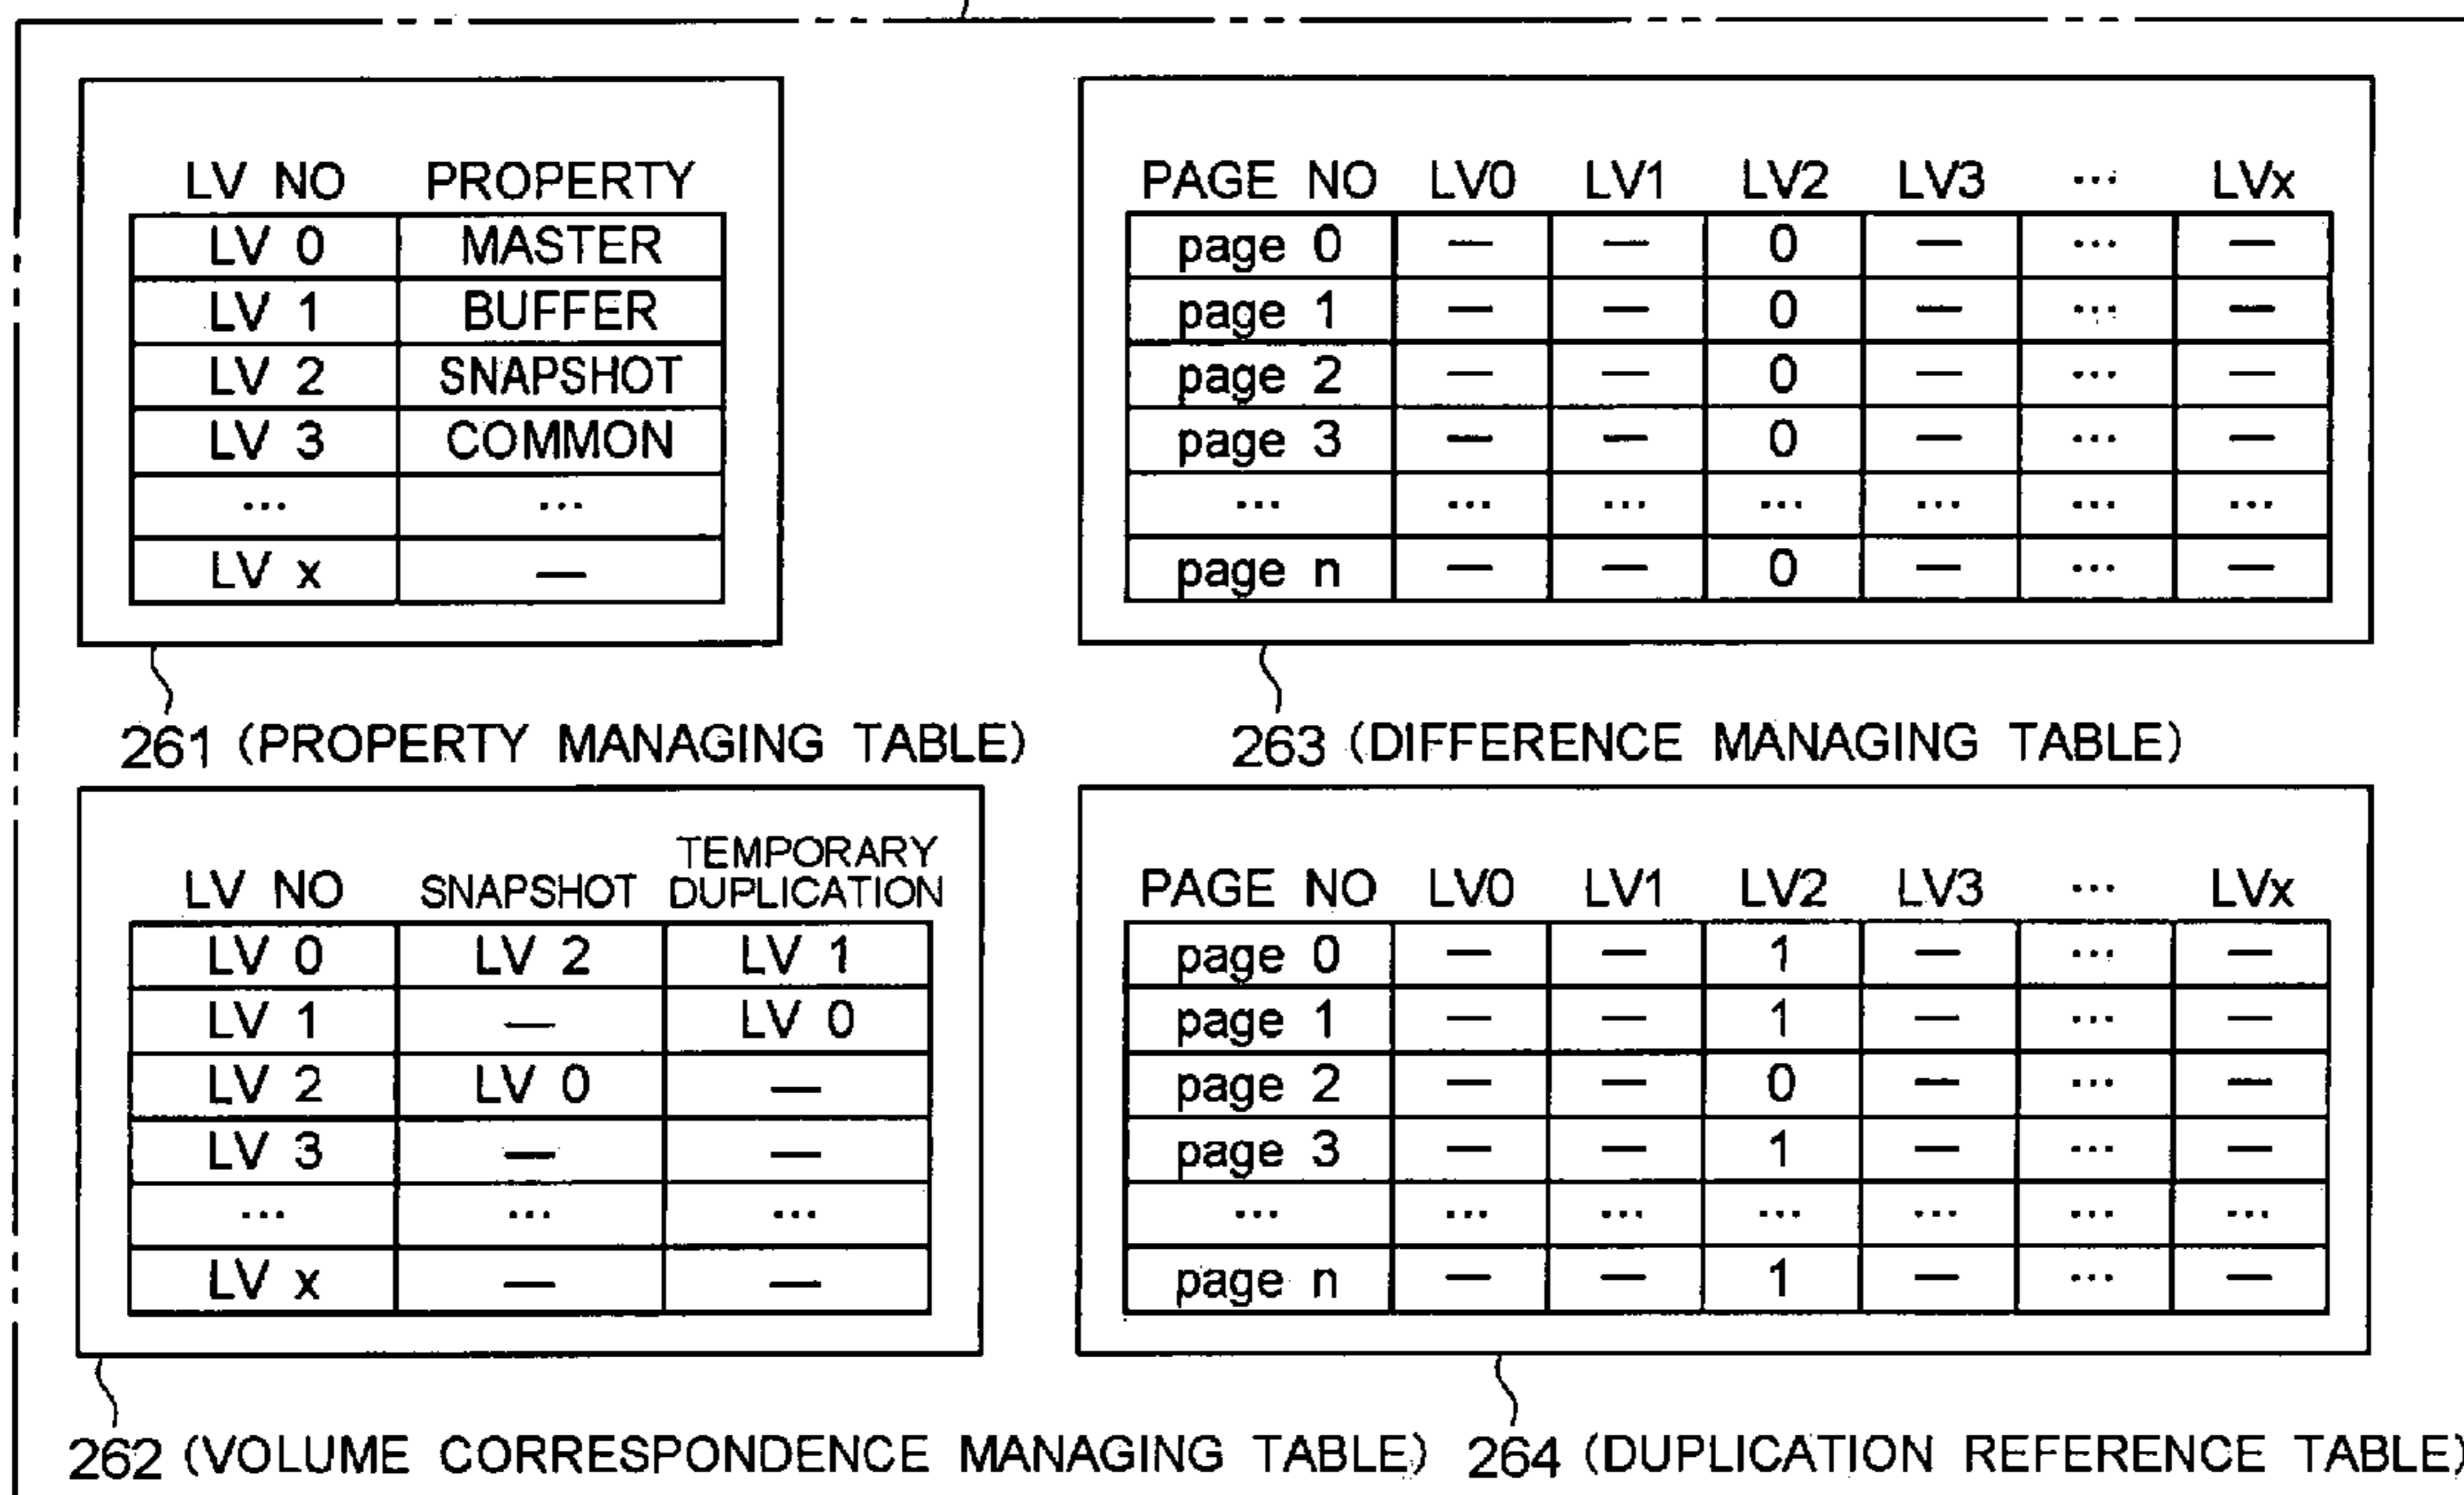 LV NO PROPERTY
LV 0 MASTER
LV 1 BUFFER
LV 2 SNAPSHOT
LV 3 COMMON
... ...
LV x —
261 (PROPERTY MANAGING TABLE)
PAGE NO LV0 LV1 LV2 LV3 ... LVx
page 0 — — 0 — ... —
page 1 — — 0 — ... —
page 2 — — 0 — ... —
page 3 — — 0 — ... —
... ... ... ... ... ... ...
page n — — 0 — ... —
263 (DIFFERENCE MANAGING TABLE)
LV NO SNAPSHOT TEMPORARY DUPLICATION
LV 0 LV 2 LV 1
LV 1 — LV 0
LV 2 LV 0 —
LV 3 — —
... ... ...
LV x — —
262 (VOLUME CORRESPONDENCE MANAGING TABLE)
PAGE NO LV0 LV1 LV2 LV3 ... LVx
page 0 — — 1 — ... —
page 1 — — 1 — ... —
page 2 — — 0 — ... —
page 3 — — 1 — ... —
... ... ... ... ... ... ...
page n — — 1 — ... —
264 (DUPLICATION REFERENCE TABLE)